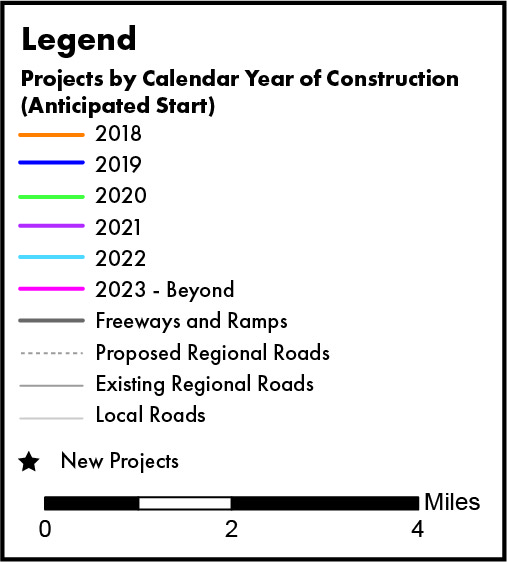 Legend
Projects by Calendar Year of Construction
(Anticipated Start)
2018
2019
2020
2021
2022
2023 - Beyond
Freeways and Ramps
Proposed Regional Roads
Existing Regional Roads
Local Roads
New Projects
Miles
0 2 4